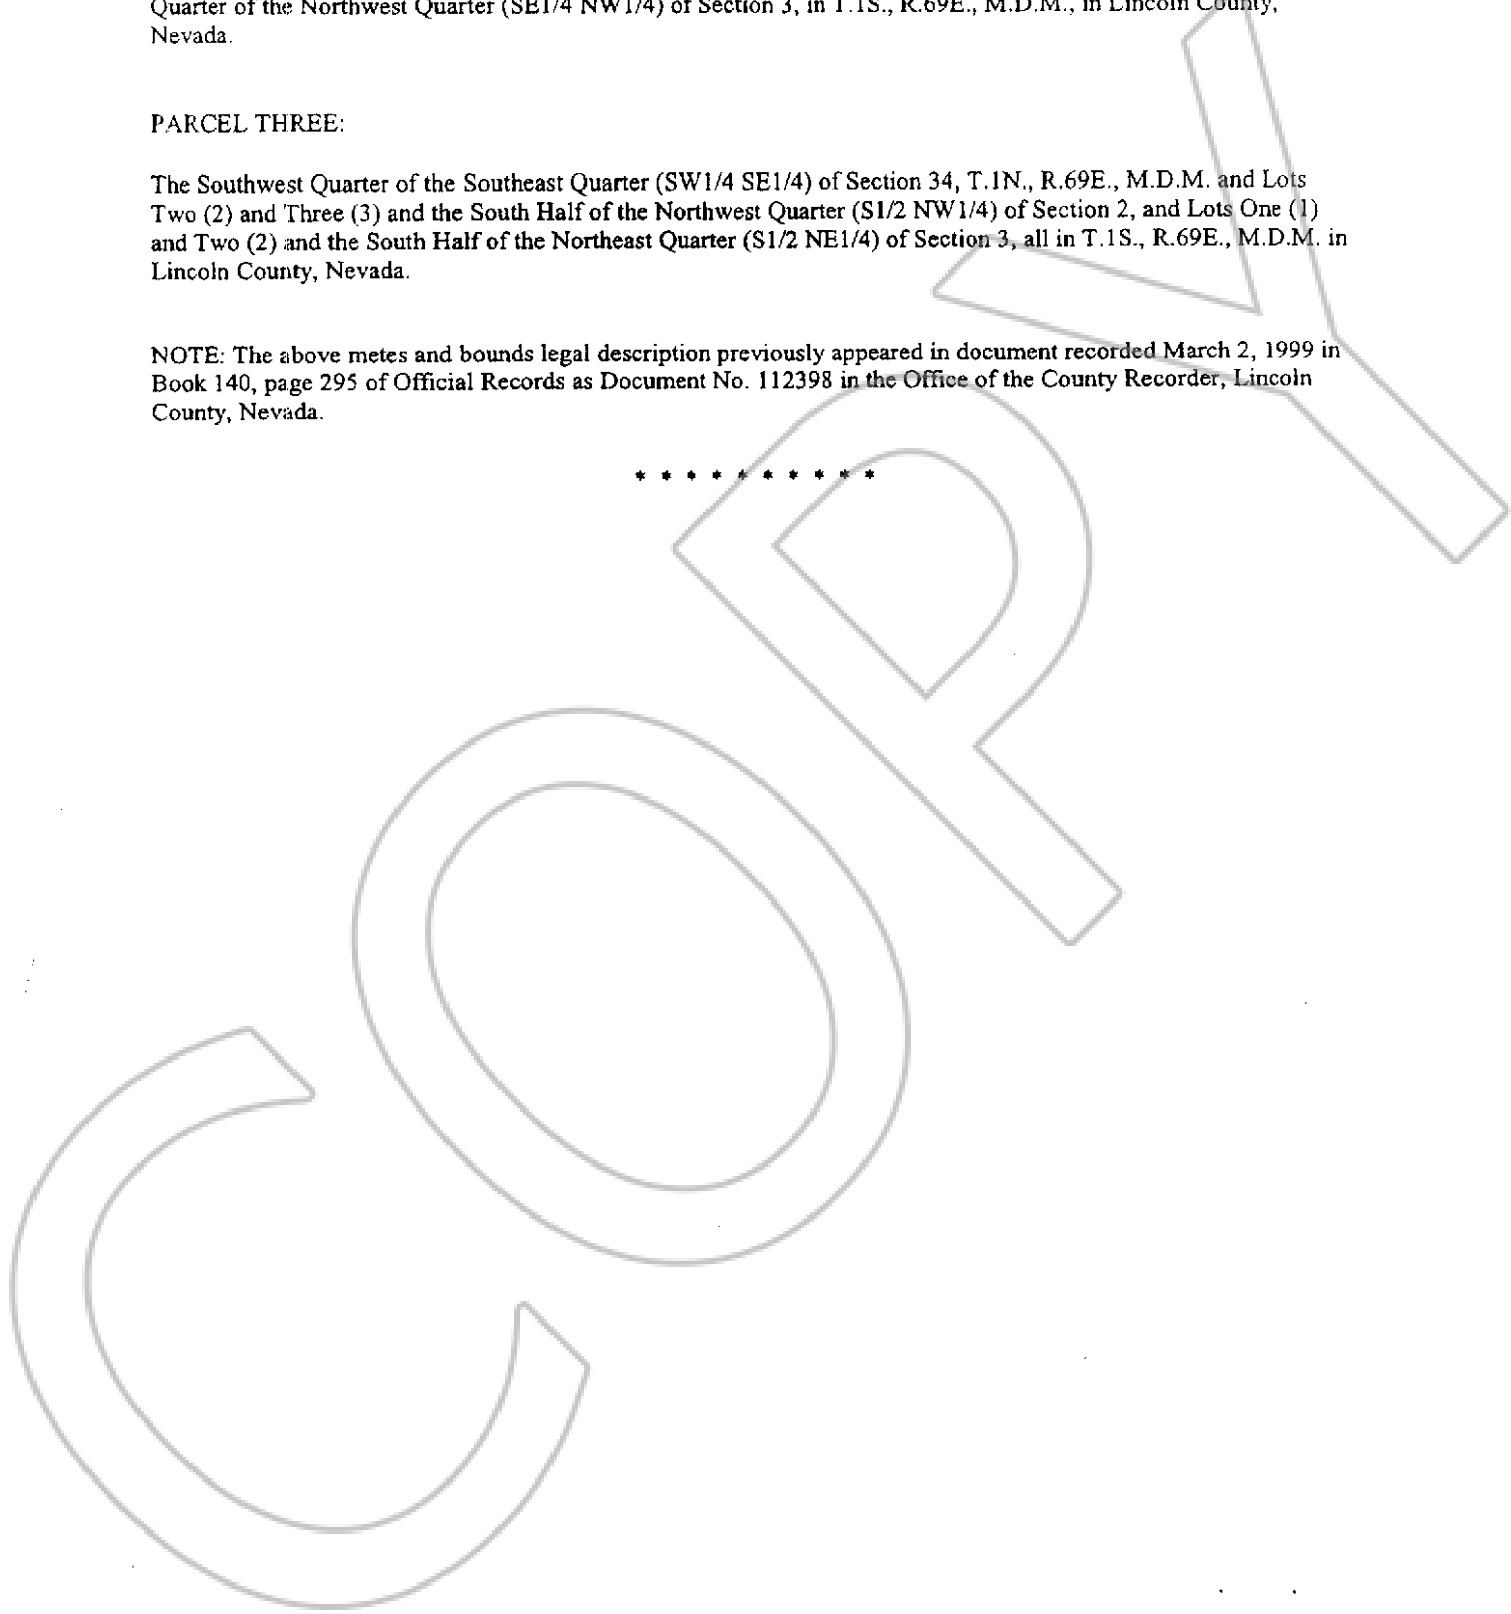 Quarter of the Northwest Quarter (SE1/4 NW1/4) of Section 3, in T.1S., R.69E., M.D.M., in Lincoln County,
Nevada.
PARCEL THREE:
The Southwest Quarter of the Southeast Quarter (SW1/4 SE1/4) of Section 34, T.1N., R.69E., M.D.M. and Lots
Two (2) and Three (3) and the South Half of the Northwest Quarter (S1/2 NW1/4) of Section 2, and Lots One (1)
and Two (2) and the South Half of the Northeast Quarter (S1/2 NE1/4) of Section 3, all in T.1S., R.69E., M.D.M. in
Lincoln County, Nevada.
NOTE: The above metes and bounds legal description previously appeared in document recorded March 2, 1999 in
Book 140, page 295 of Official Records as Document No. 112398 in the Office of the County Recorder, Lincoln
County, Nevada.
* * * * * * * * * *
COPY